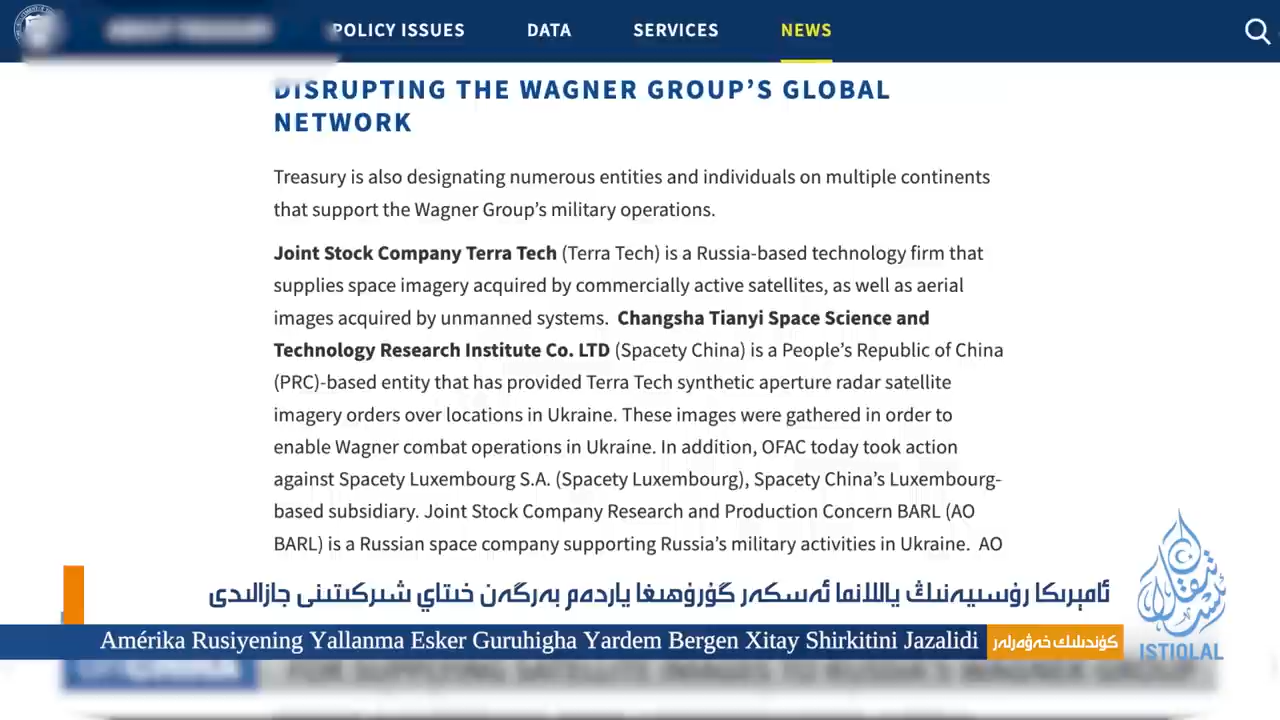 POLICY ISSUES DATA SERVICES NEWS
DISRUPTING THE WAGNER GROUP’S GLOBAL
NETWORK
Treasury is also designating numerous entities and individuals on multiple continents
that support the Wagner Group’s military operations.
Joint Stock Company Terra Tech (Terra Tech) is a Russia-based technology firm that
supplies space imagery acquired by commercially active satellites, as well as aerial
images acquired by unmanned systems. Changsha Tianyi Space Science and
Technology Research Institute Co. LTD (Spacety China) is a People’s Republic of China
(PRC)-based entity that has provided Terra Tech synthetic aperture radar satellite
imagery orders over locations in Ukraine. These images were gathered in order to
enable Wagner combat operations in Ukraine. In addition, OFAC today took action
against Spacety Luxembourg S.A. (Spacety Luxembourg), Spacety China’s Luxembourg-
based subsidiary. Joint Stock Company Research and Production Concern BARL (AO
BARL) is a Russian space company supporting Russia’s military activities in Ukraine. AO
ئامېرىكا رۇسىيەنىڭ ياللانما ئەسكەر گۇرۇھىغا ياردەم بەرگەن خىتاي شىركىتىنى جازالىدى
Amérika Rusiyening Yallanma Esker Guruhigha Yardem Bergen Xitay Shirkitini Jazalidi
كۈندىلىك خەۋەرلەر
ISTIQLAL